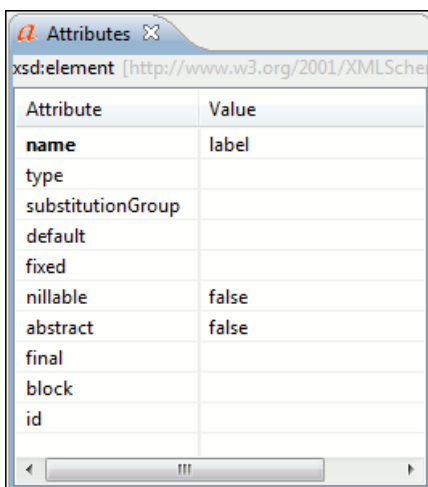 a Attributes
xsd:element [http://www.w3.org/2001/XMLScher
Attribute Value
name label
type
substitutionGroup
default
fixed
nillable false
abstract false
final
block
id